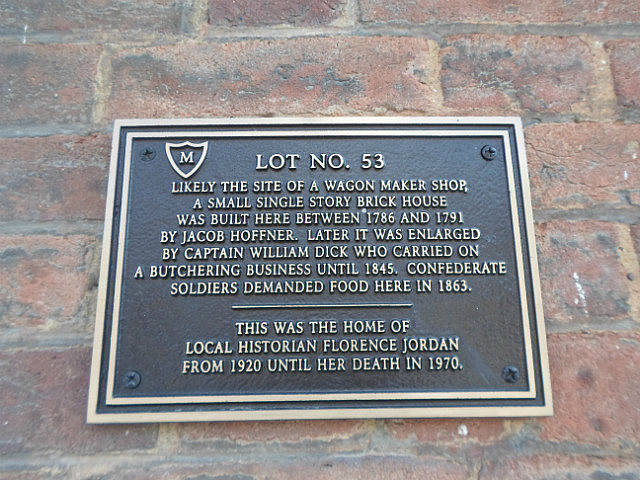 M
LOT NO. 53
LIKELY THE SITE OF A WAGON MAKER SHOP,
A SMALL SINGLE STORY BRICK HOUSE
WAS BUILT HERE BETWEEN 1786 AND 1791
BY JACOB HOFFNER. LATER IT WAS ENLARGED
BY CAPTAIN WILLIAM DICK WHO CARRIED ON
A BUTCHERING BUSINESS UNTIL 1845. CONFEDERATE
SOLDIERS DEMANDED FOOD HERE IN 1863.
THIS WAS THE HOME OF
LOCAL HISTORIAN FLORENCE JORDAN
FROM 1920 UNTIL HER DEATH IN 1970.